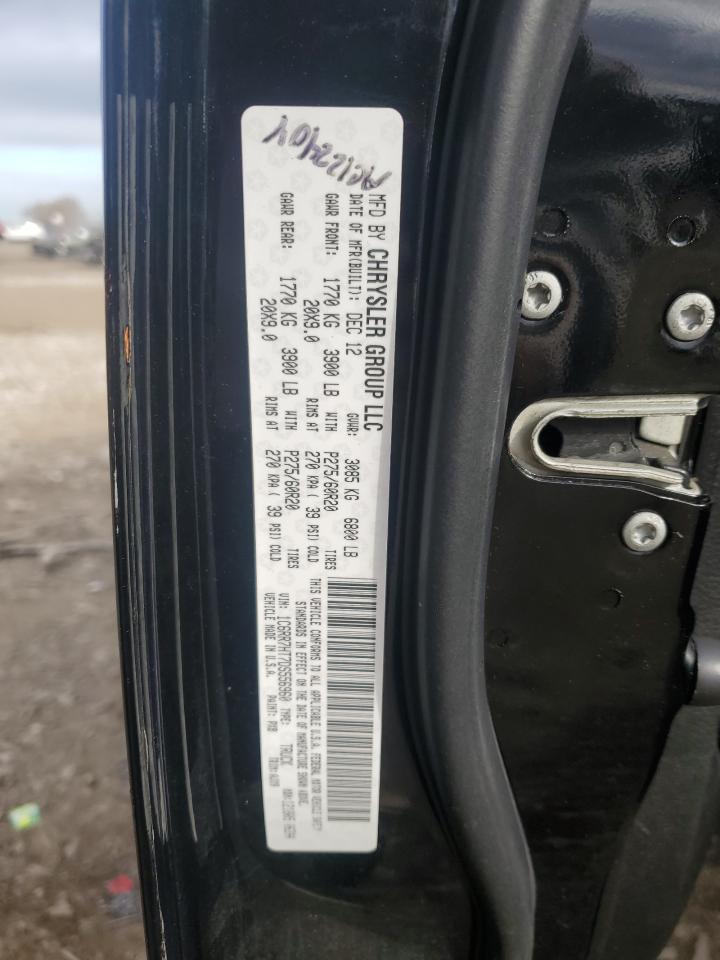 AC122404
MFD BY CHRYSLER GROUP LLC
DATE OF MFR(BUILT): DEC 12 GVWR: 3085 KG 6800 LB
GAWR FRONT: 1770 KG 3900 LB WITH P275/60R20 TIRES
20X9.0 RIMS AT 270 KPA ( 39 PSI) COLD
GAWR REAR: 1770 KG 3900 LB WITH P275/60R20 TIRES
20X9.0 RIMS AT 270 KPA ( 39 PSI) COLD
THIS VEHICLE CONFORMS TO ALL APPLICABLE U.S.A. FEDERAL MOTOR VEHICLE SAFETY
STANDARDS IN EFFECT ON THE DATE OF MANUFACTURE SHOWN ABOVE.
VIN: 1C6RR7HT7DS556960 TYPE: TRUCK
VEHICLE MADE IN U.S.A. PAINT: PXB